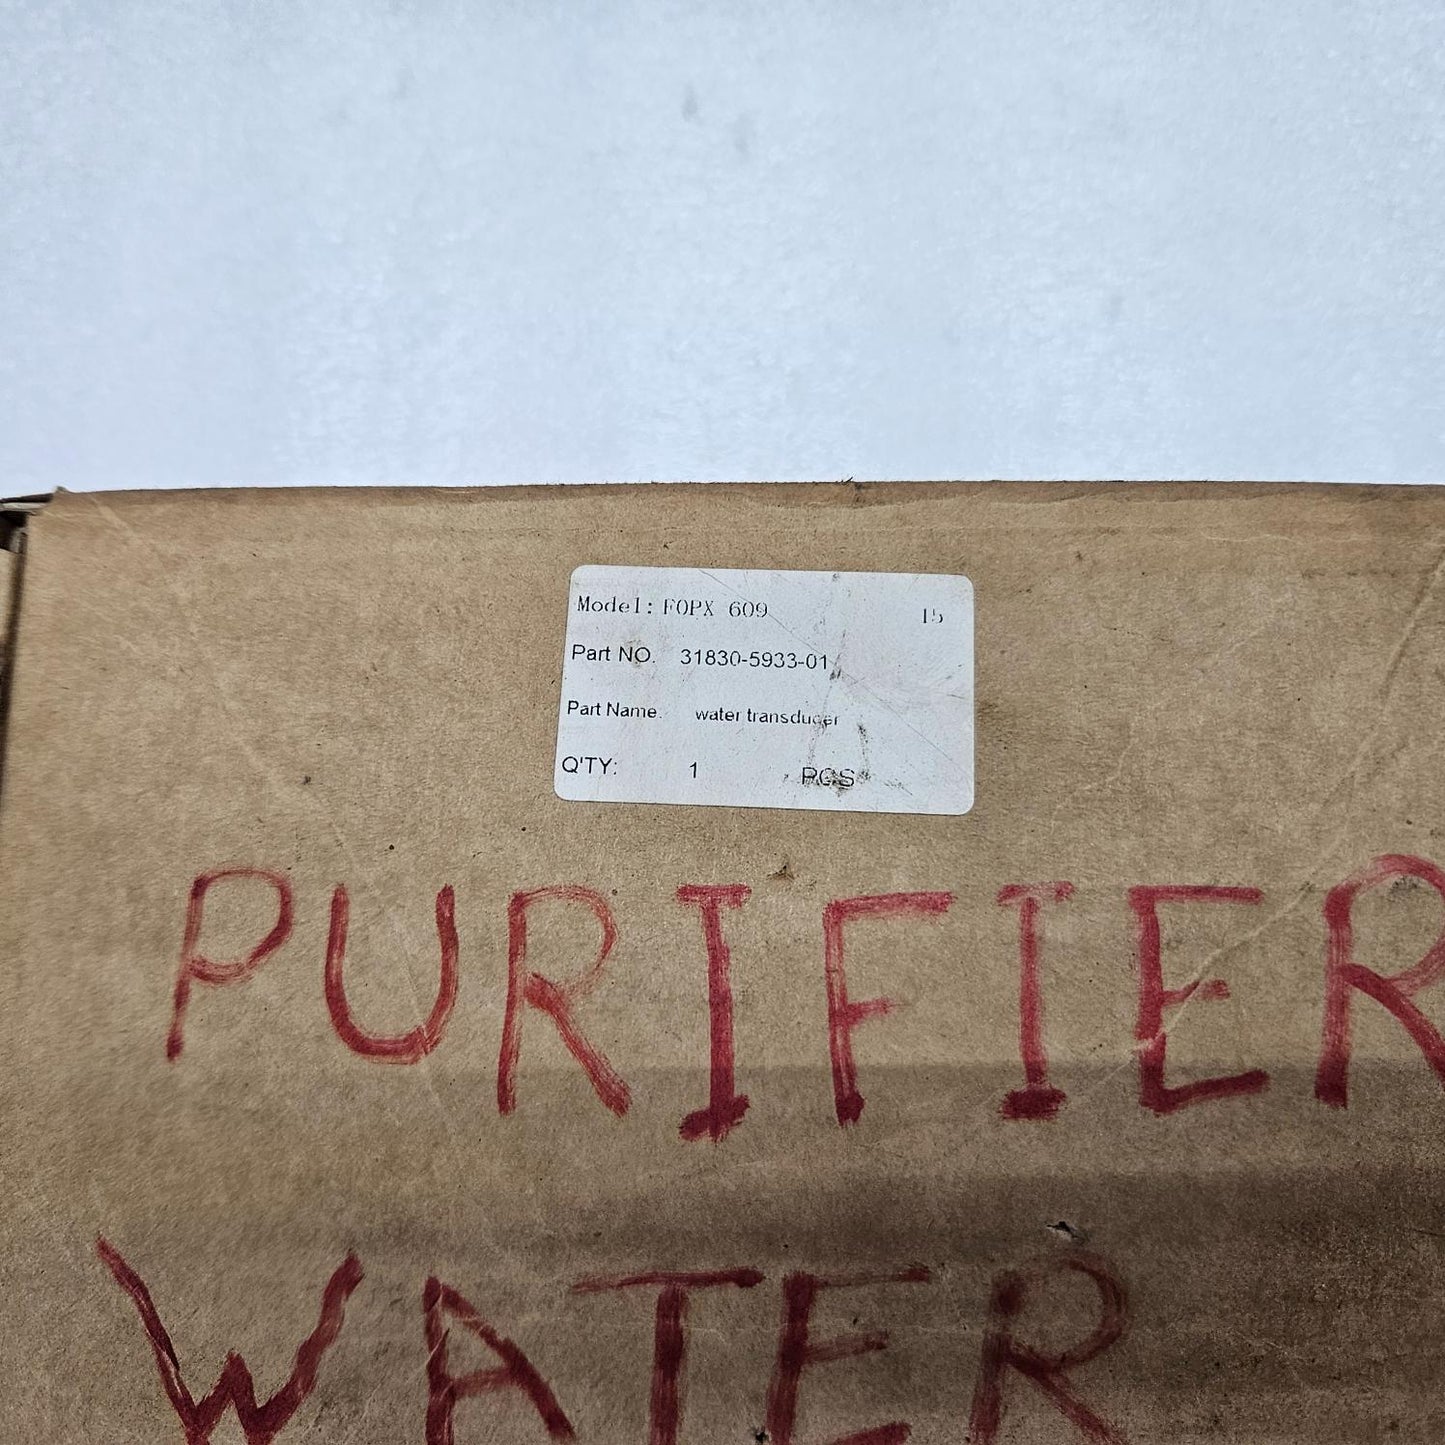 Model: FOPX 609 15
Part NO. 31830-5933-01
Part Name: water transducer
Q'TY: 1 PCS
PURIFIER
WATER